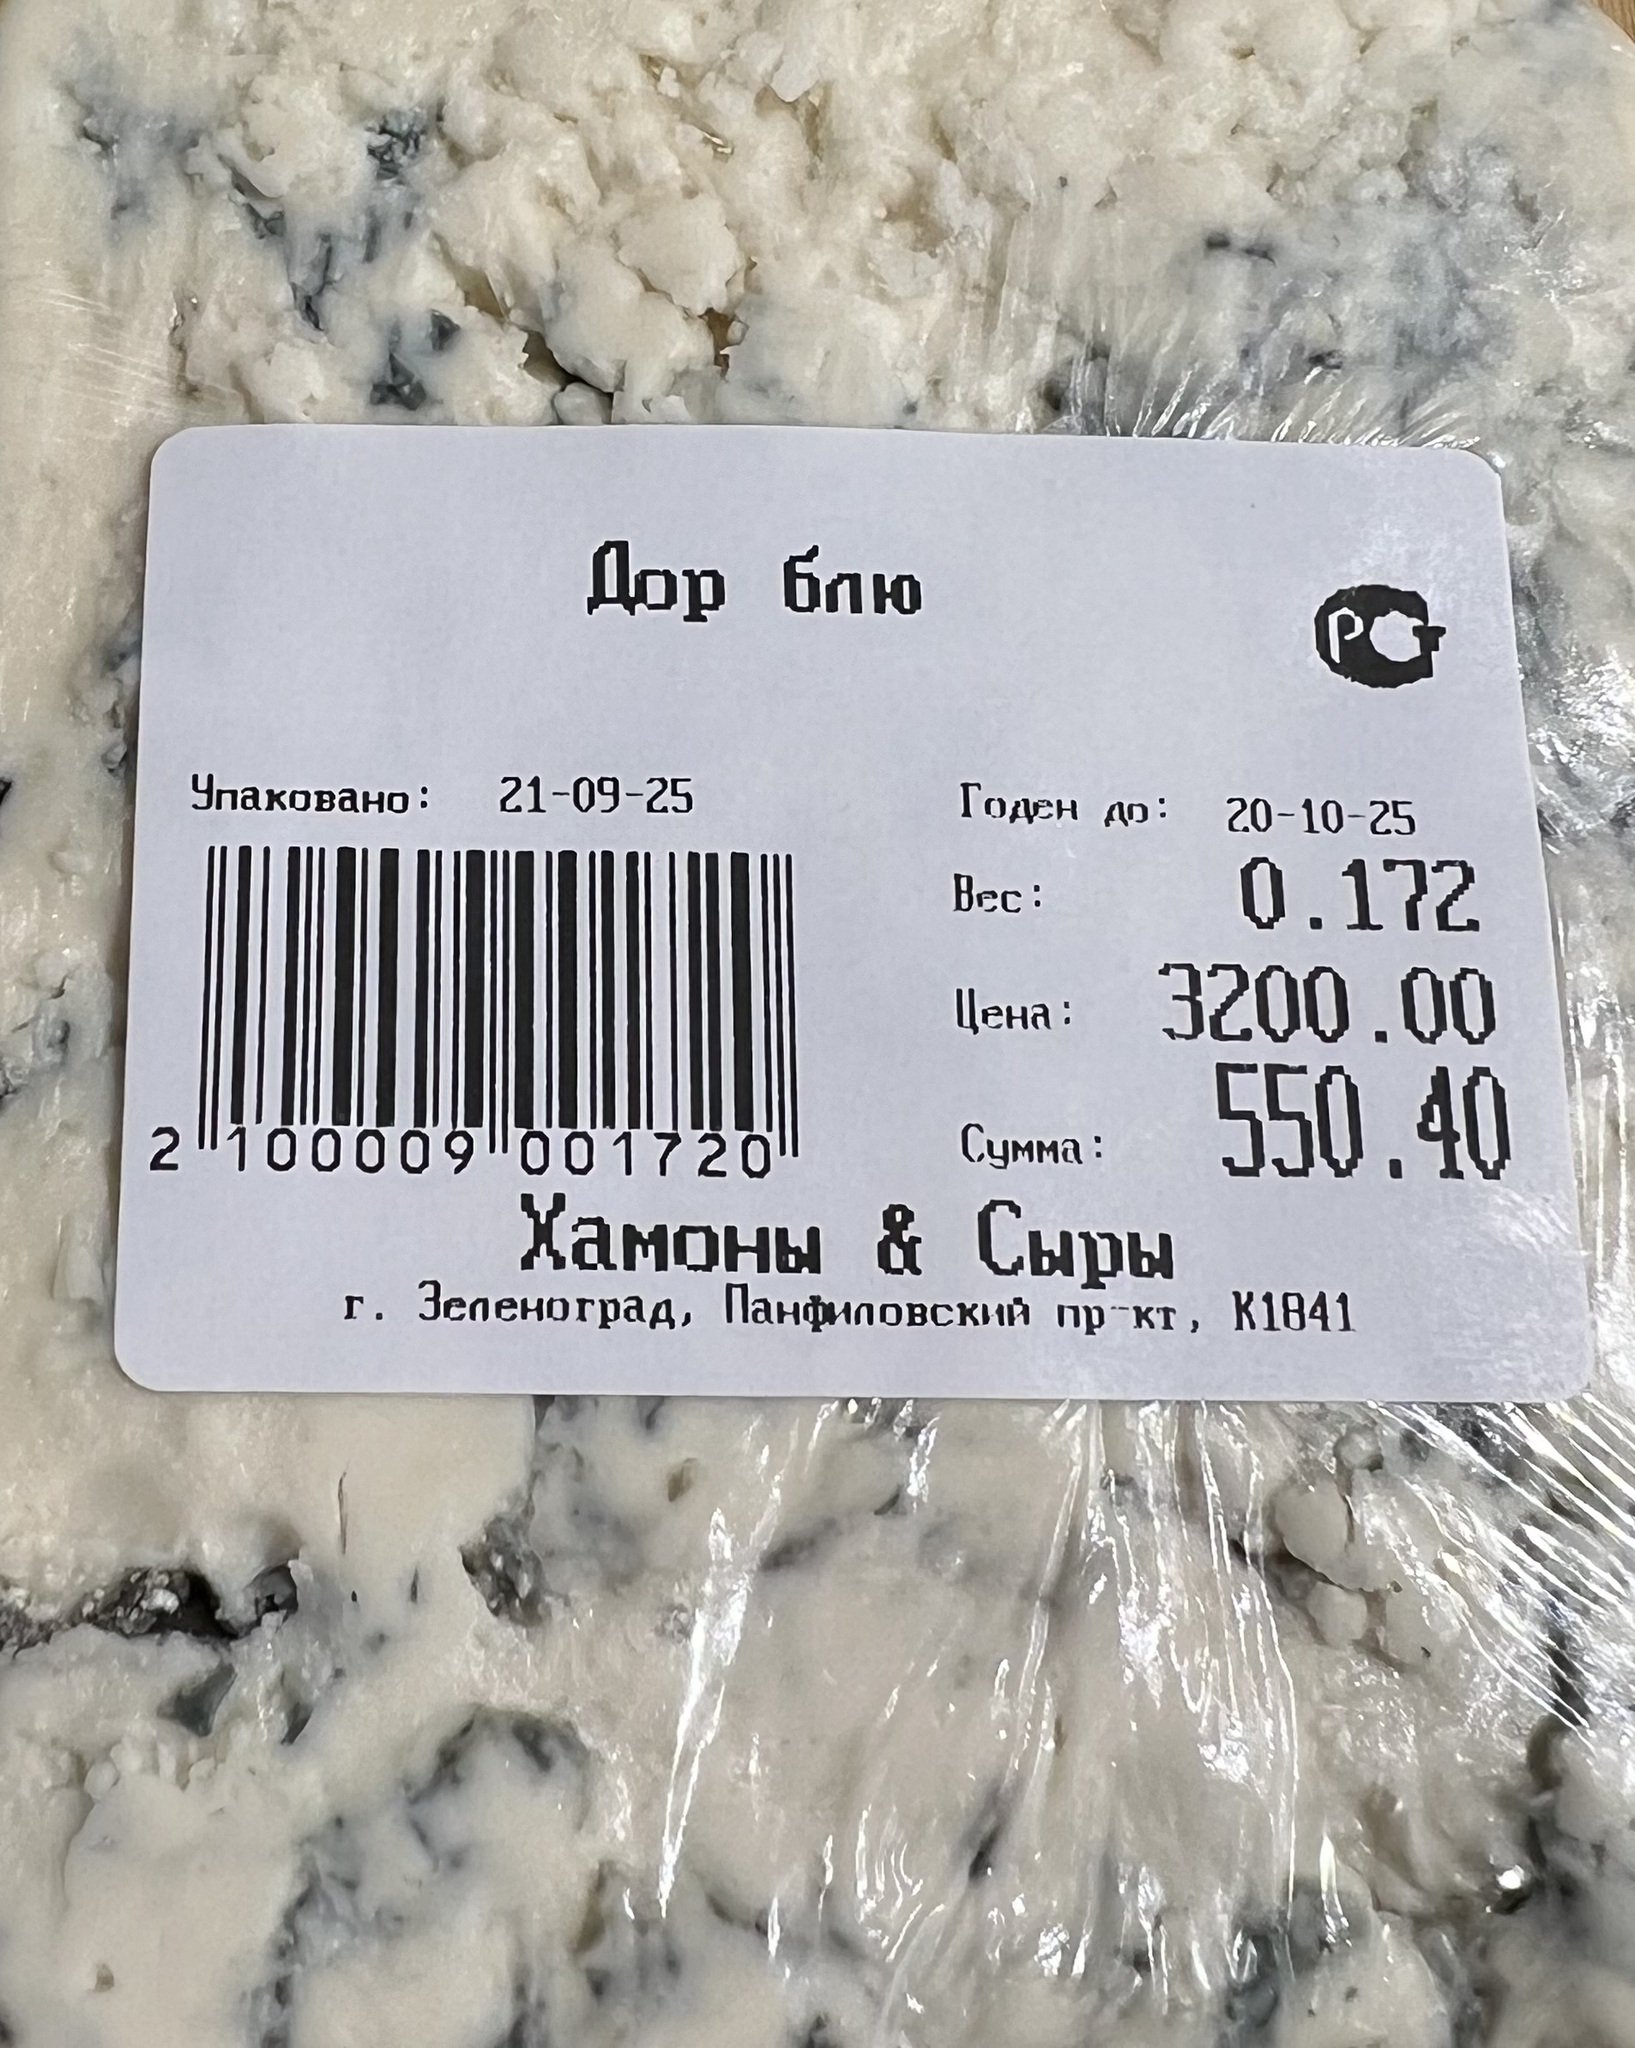 Дор блю
РСТ
Упаковано: 21-09-25
Годен до: 20-10-25
Вес: 0.172
Цена: 3200.00
Сумма: 550.40
2 100009 001720
Хамоны & Сыры
г. Зеленоград, Панфиловский пр-кт, К1841